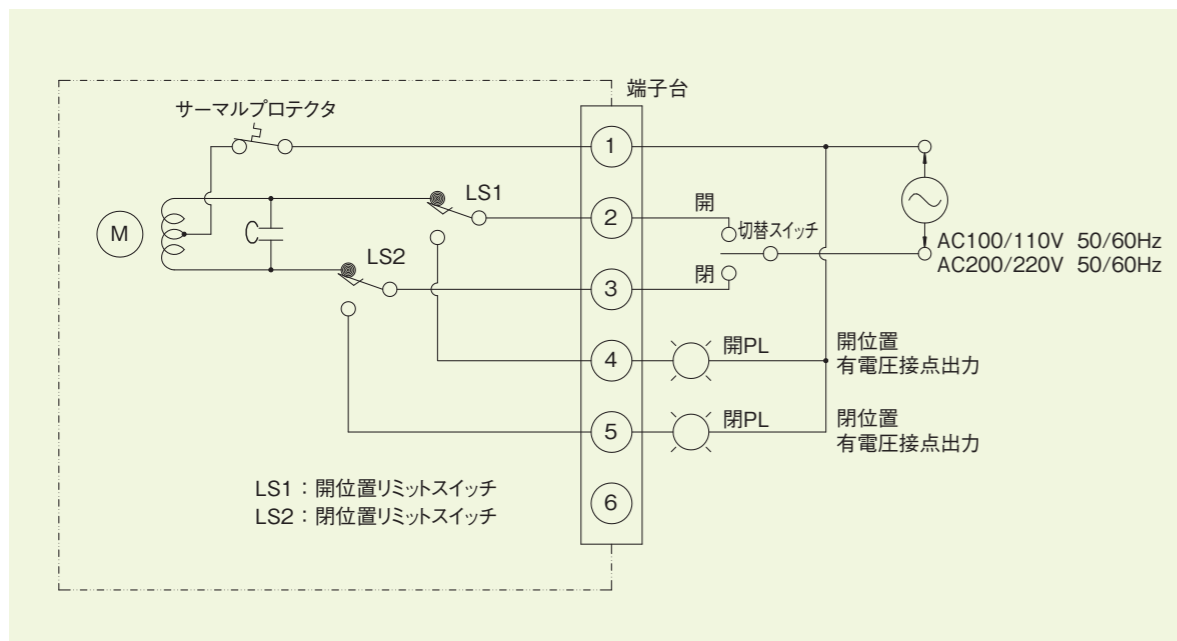 端子台
サーマルプロテクタ
1
LS1
2
開
切替スイッチ
M
C
LS2
AC100/110V 50/60Hz
AC200/220V 50/60Hz
3
閉
4
開PL
開位置
有電圧接点出力
5
閉PL
閉位置
有電圧接点出力
LS1：開位置リミットスイッチ
LS2：閉位置リミットスイッチ
6